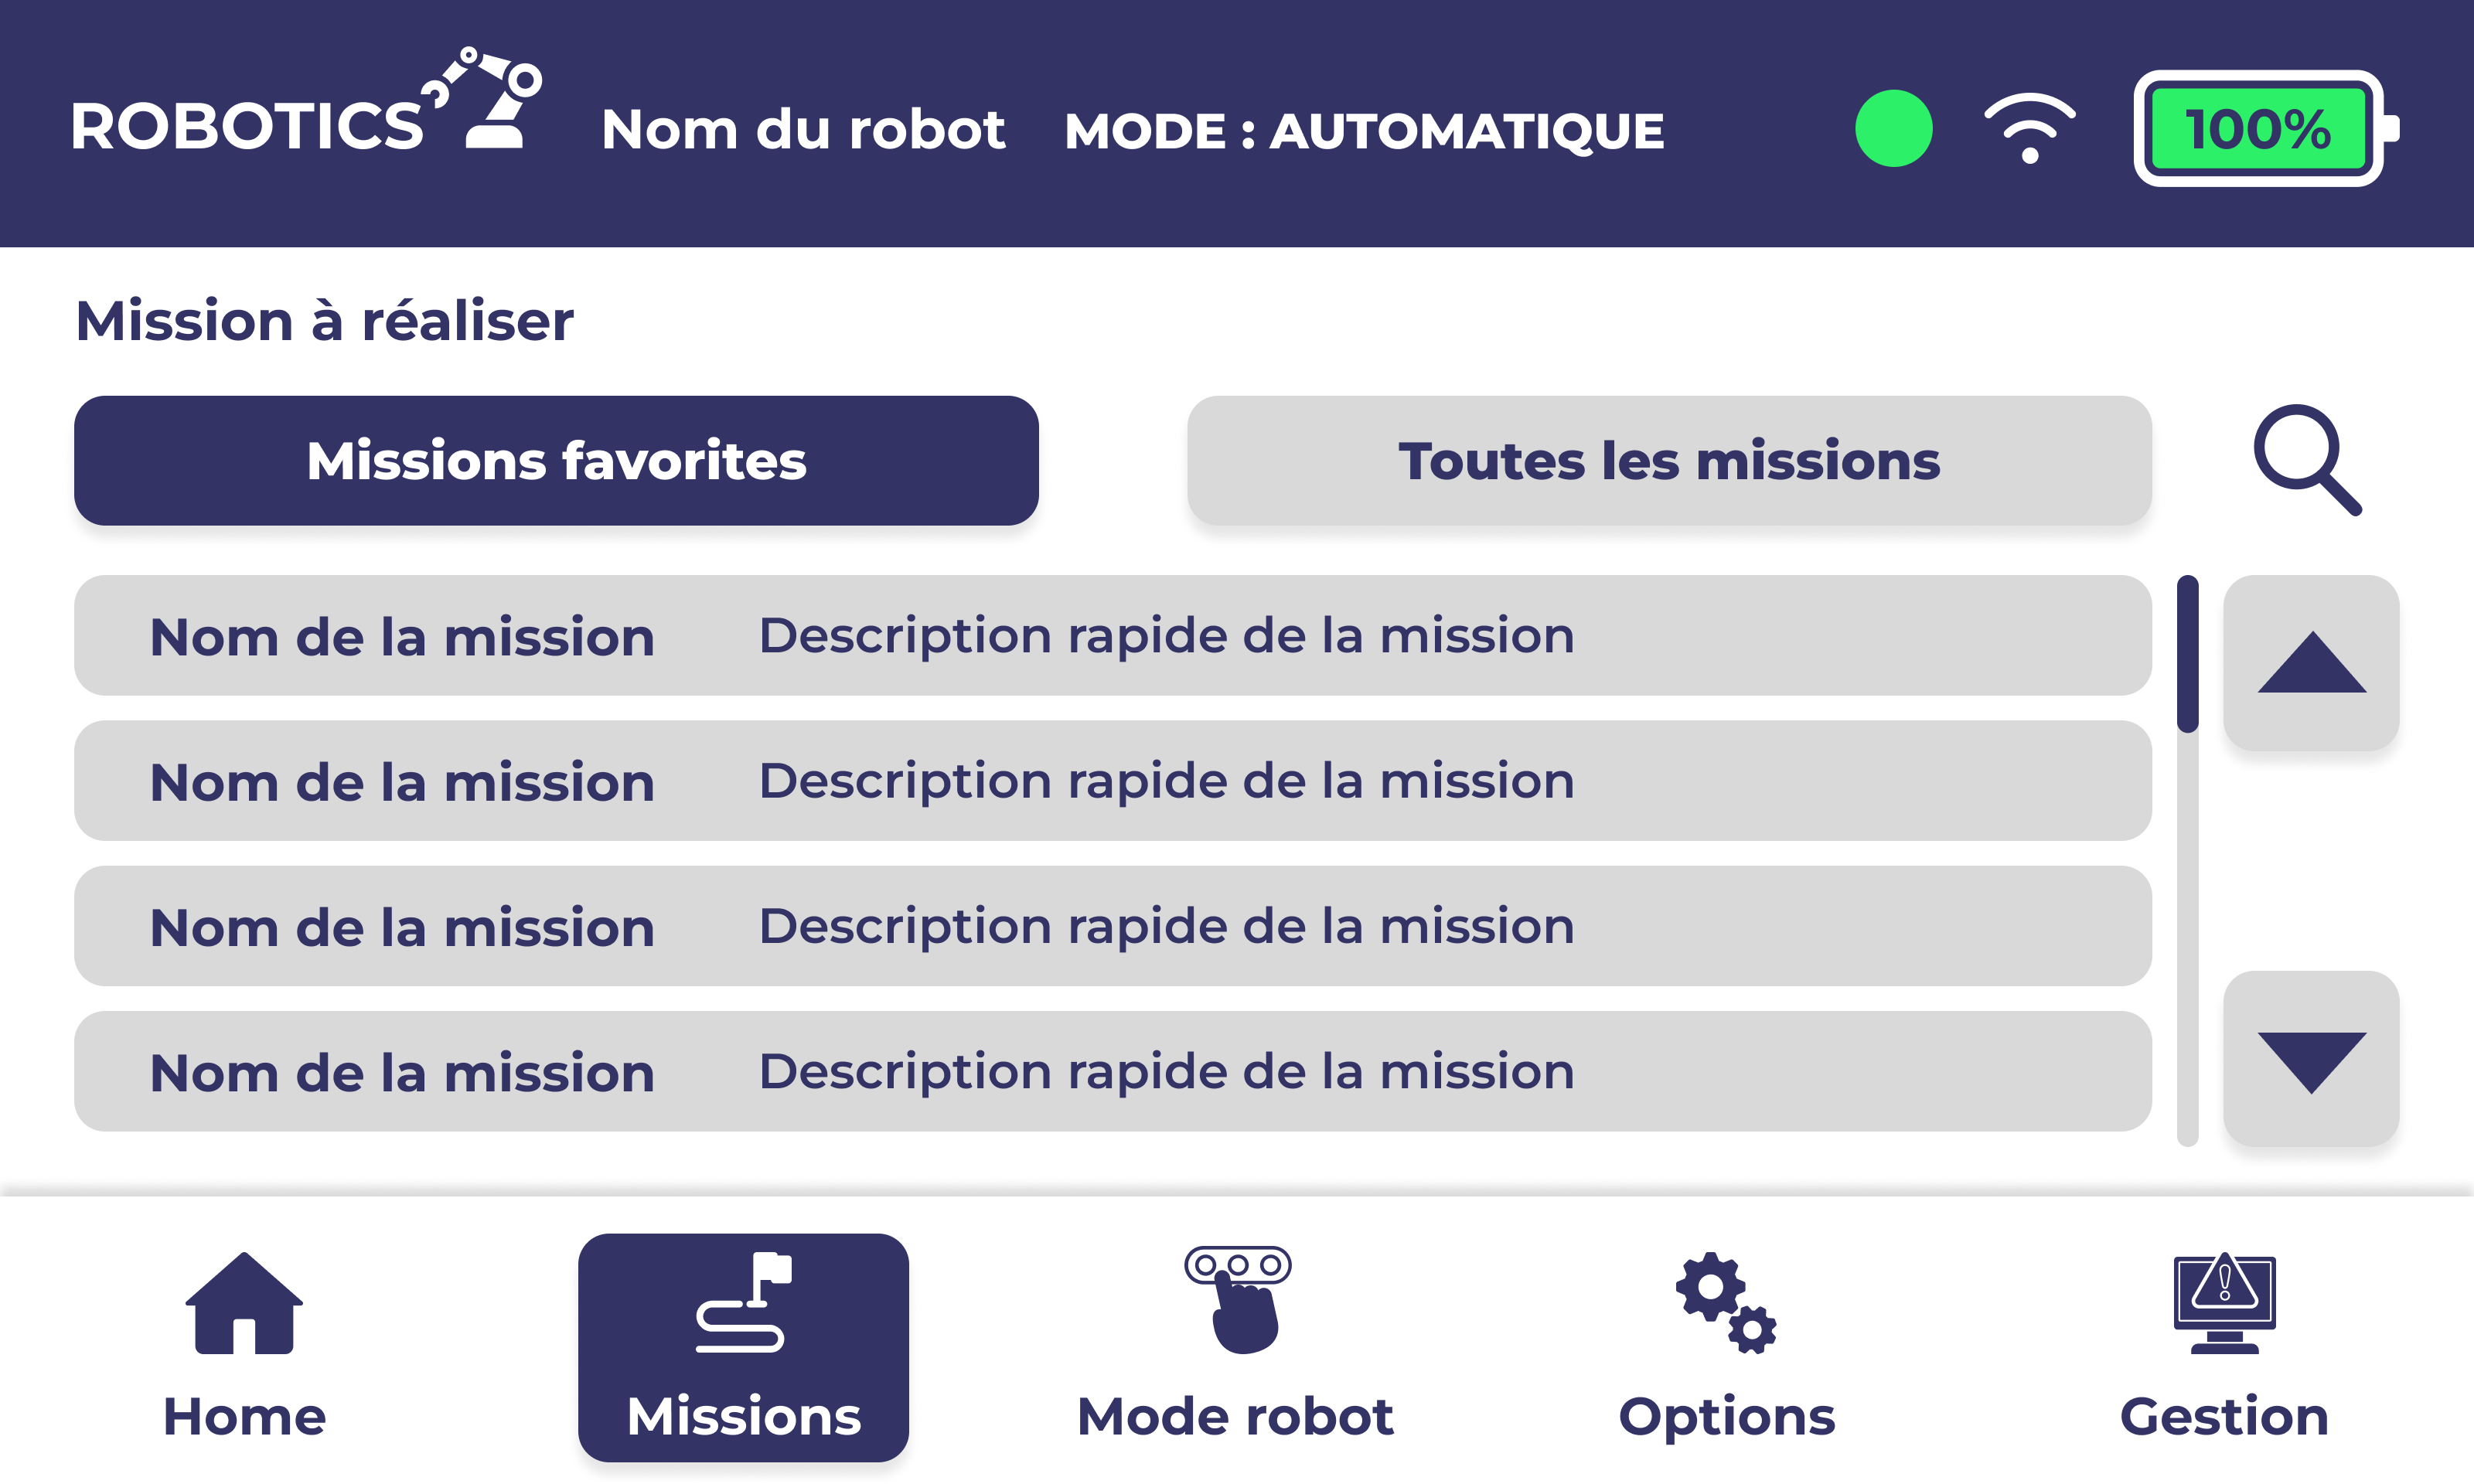 ROBOTICS
Nom du robot
MODE : AUTOMATIQUE
100%
Mission à réaliser
Missions favorites
Toutes les missions
Nom de la mission
Description rapide de la mission
Nom de la mission
Description rapide de la mission
Nom de la mission
Description rapide de la mission
Nom de la mission
Description rapide de la mission
Home
Missions
Mode robot
Options
Gestion